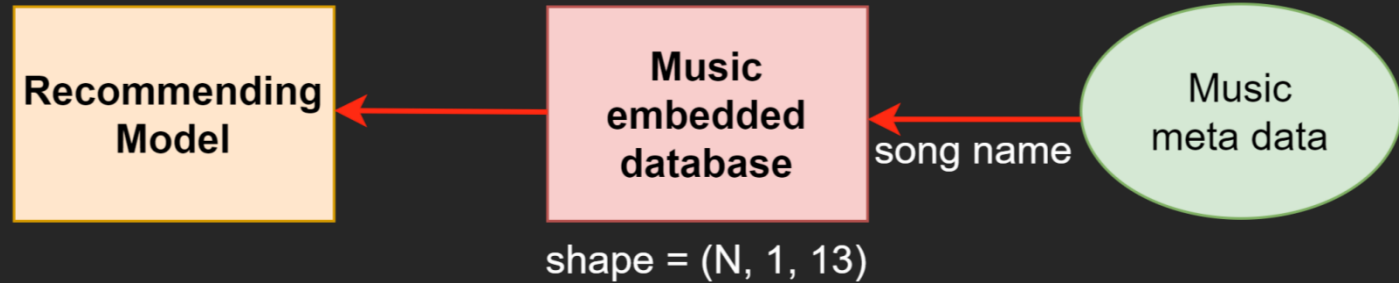 Recommending
Model
Music
embedded
database
song name
Music
meta data
shape = (N, 1, 13)